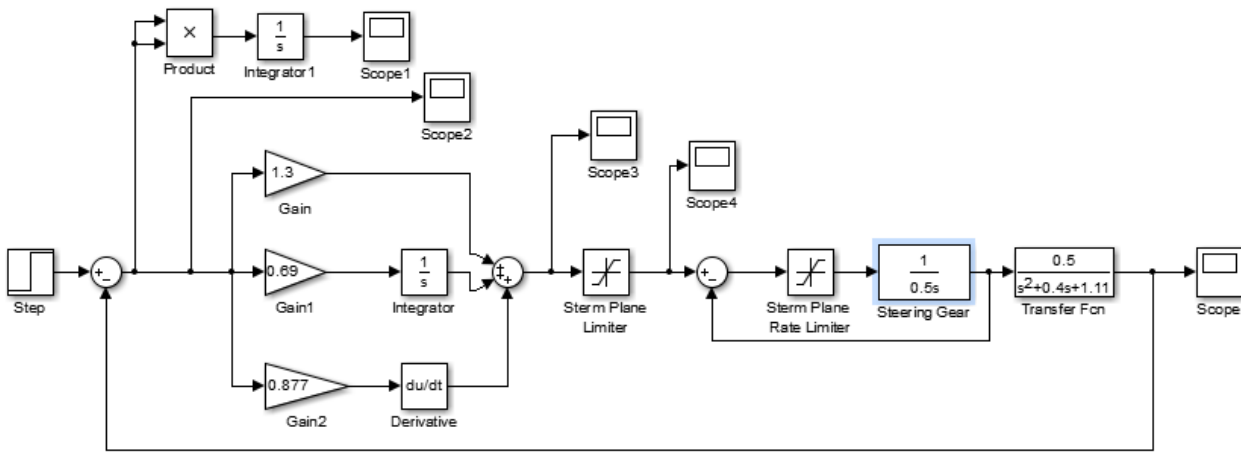 ×
Product
1
s
Integrator1
Scope1
Scope2
1.3
Gain
Scope3
Scope4
Step
+
−
0.69
Gain1
1
s
Integrator
+
+
+
Sterm Plane
Limiter
+
−
Sterm Plane
Rate Limiter
1
0.5s
Steering Gear
0.5
s²+0.4s+1.11
Transfer Fcn
Scope
0.877
Gain2
du/dt
Derivative